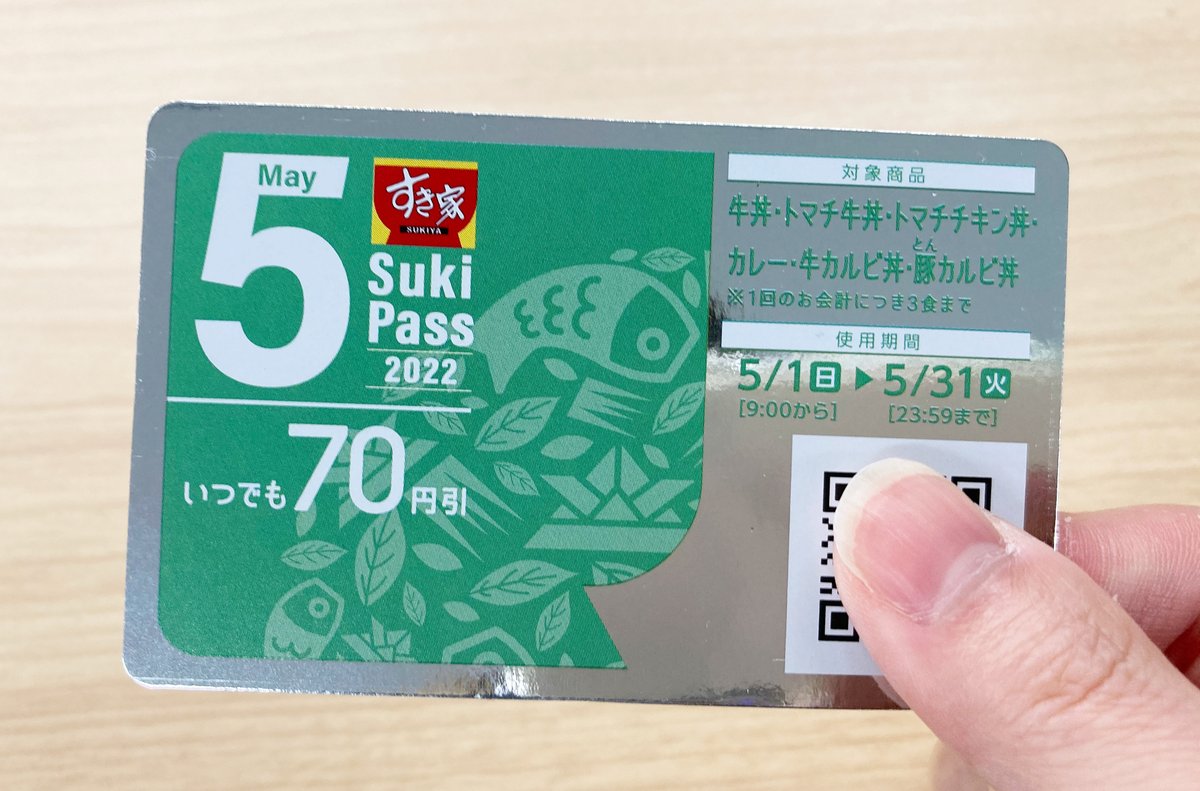 May
5
すき家
SUKIYA
Suki
Pass
2022
いつでも70円引
対象商品
牛丼・トマチ牛丼・トマチチキン丼・
とん
カレー・牛カルビ丼・豚カルビ丼
※1回のお会計につき3食まで
使用期間
5/1日▶5/31火
[9:00から] [23:59まで]